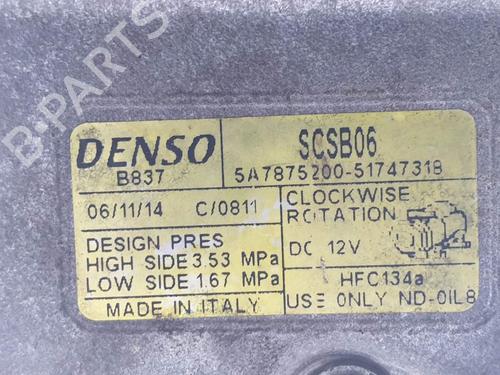 DENSO
B837
SCSB06
5A7875200-51747318
06/11/14 C/0811
CLOCKWISE
ROTATION
DESIGN PRES
HIGH SIDE 3.53 MPa
LOW SIDE 1.67 MPa
DC 12V
HFC134a
MADE IN ITALY
USE ONLY ND-OIL8
B-PARTS